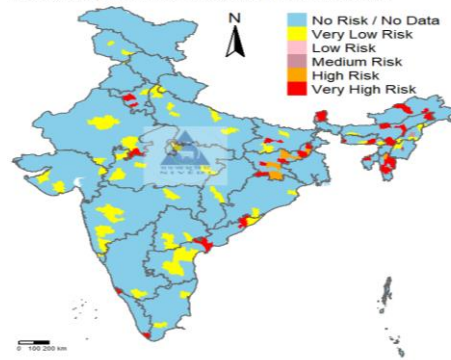 N
No Risk / No Data
Very Low Risk
Low Risk
Medium Risk
High Risk
Very High Risk
NIVEDI
0 100 200 km